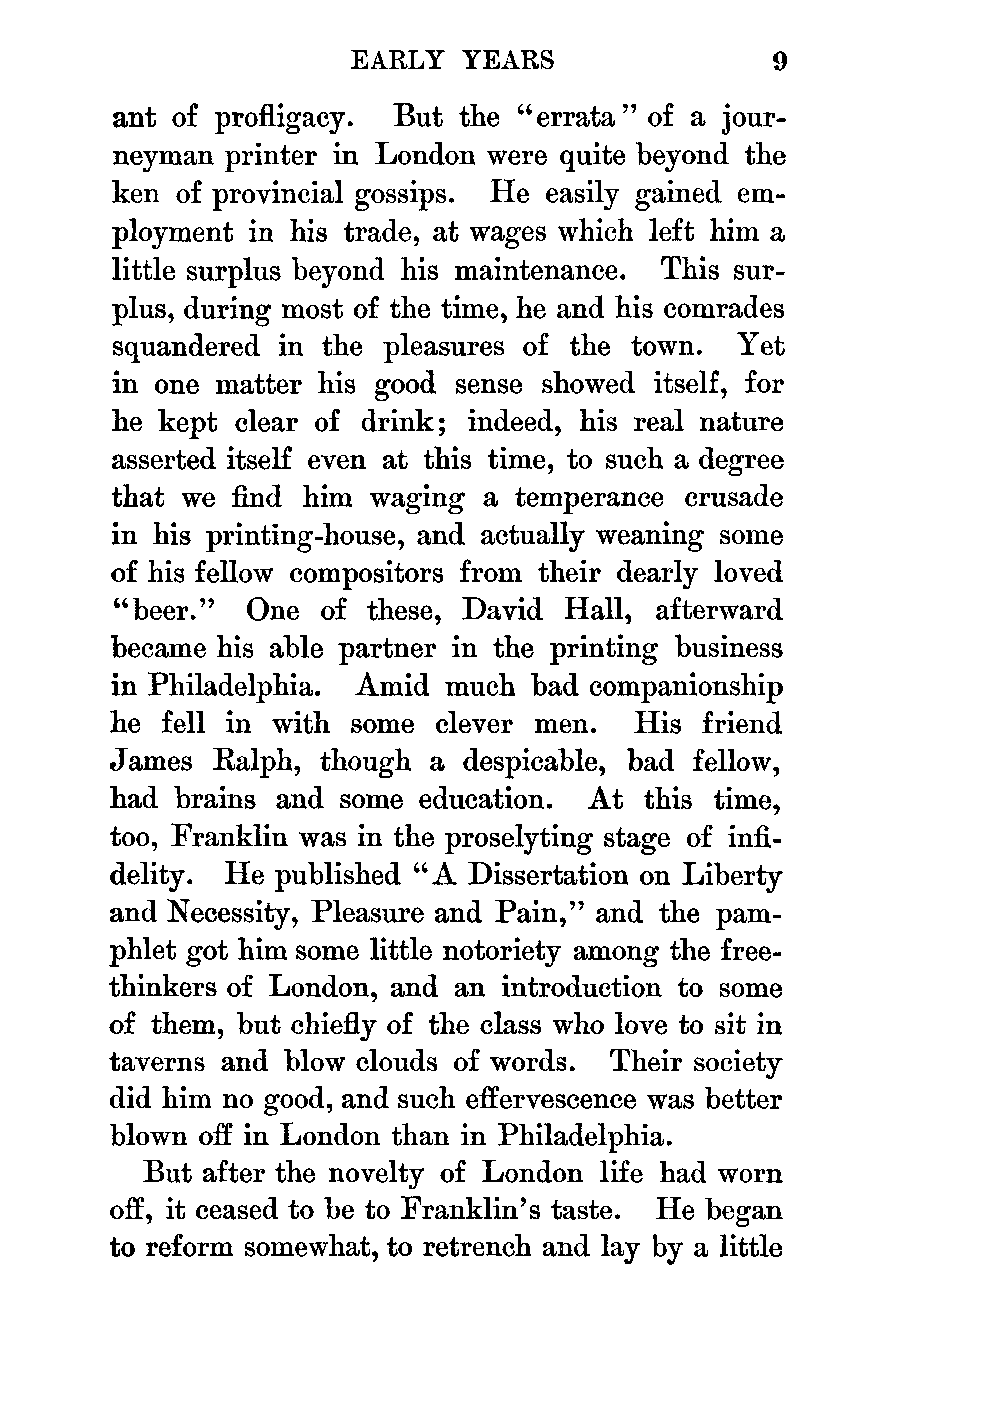 EARLY YEARS 9
ant of profligacy. But the “errata” of a jour-
neyman printer in London were quite beyond the
ken of provincial gossips. He easily gained em-
ployment in his trade, at wages which left him a
little surplus beyond his maintenance. This sur-
plus, during most of the time, he and his comrades
squandered in the pleasures of the town. Yet
in one matter his good sense showed itself, for
he kept clear of drink; indeed, his real nature
asserted itself even at this time, to such a degree
that we find him waging a temperance crusade
in his printing-house, and actually weaning some
of his fellow compositors from their dearly loved
“beer.” One of these, David Hall, afterward
became his able partner in the printing business
in Philadelphia. Amid much bad companionship
he fell in with some clever men. His friend
James Ralph, though a despicable, bad fellow,
had brains and some education. At this time,
too, Franklin was in the proselyting stage of infi-
delity. He published “A Dissertation on Liberty
and Necessity, Pleasure and Pain,” and the pam-
phlet got him some little notoriety among the free-
thinkers of London, and an introduction to some
of them, but chiefly of the class who love to sit in
taverns and blow clouds of words. Their society
did him no good, and such effervescence was better
blown off in London than in Philadelphia.
But after the novelty of London life had worn
off, it ceased to be to Franklin’s taste. He began
to reform somewhat, to retrench and lay by a little